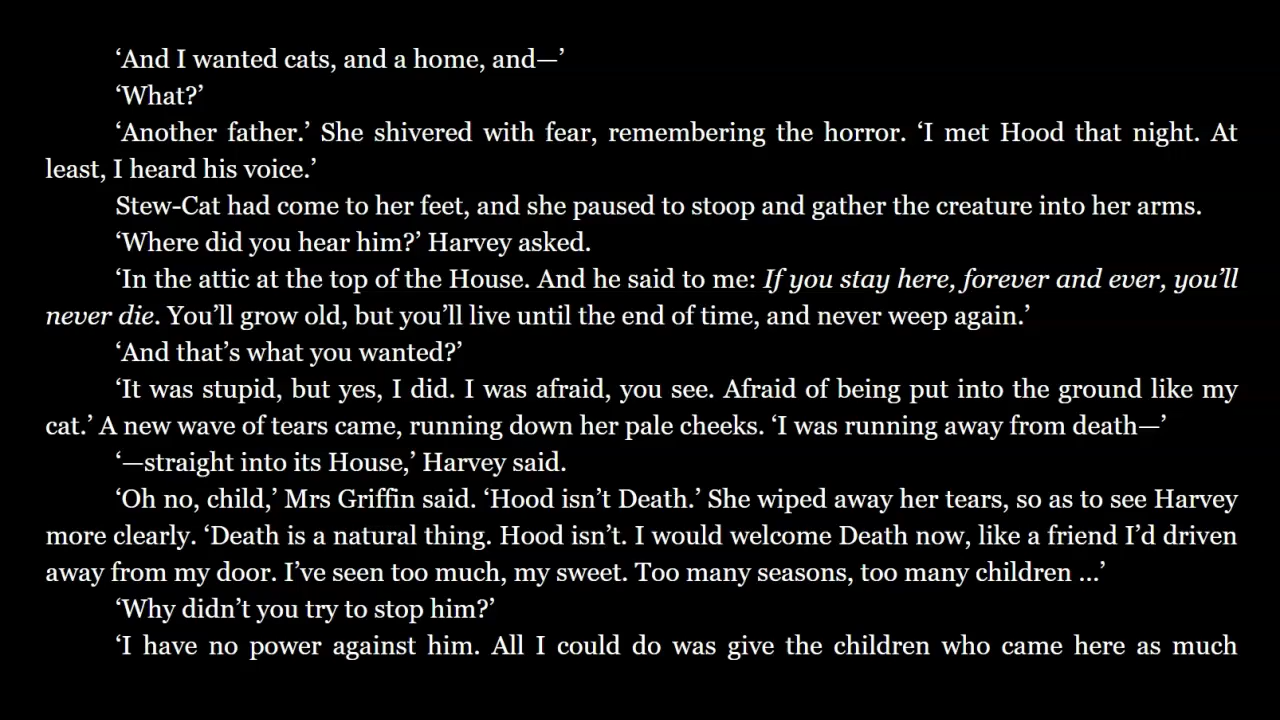 ‘And I wanted cats, and a home, and—’
‘What?’
‘Another father.’ She shivered with fear, remembering the horror. ‘I met Hood that night. At
least, I heard his voice.’
Stew-Cat had come to her feet, and she paused to stoop and gather the creature into her arms.
‘Where did you hear him?’ Harvey asked.
‘In the attic at the top of the House. And he said to me: If you stay here, forever and ever, you’ll
never die. You’ll grow old, but you’ll live until the end of time, and never weep again.’
‘And that’s what you wanted?’
‘It was stupid, but yes, I did. I was afraid, you see. Afraid of being put into the ground like my
cat.’ A new wave of tears came, running down her pale cheeks. ‘I was running away from death—’
‘—straight into its House,’ Harvey said.
‘Oh no, child,’ Mrs Griffin said. ‘Hood isn’t Death.’ She wiped away her tears, so as to see Harvey
more clearly. ‘Death is a natural thing. Hood isn’t. I would welcome Death now, like a friend I’d driven
away from my door. I’ve seen too much, my sweet. Too many seasons, too many children ...’
‘Why didn’t you try to stop him?’
‘I have no power against him. All I could do was give the children who came here as much